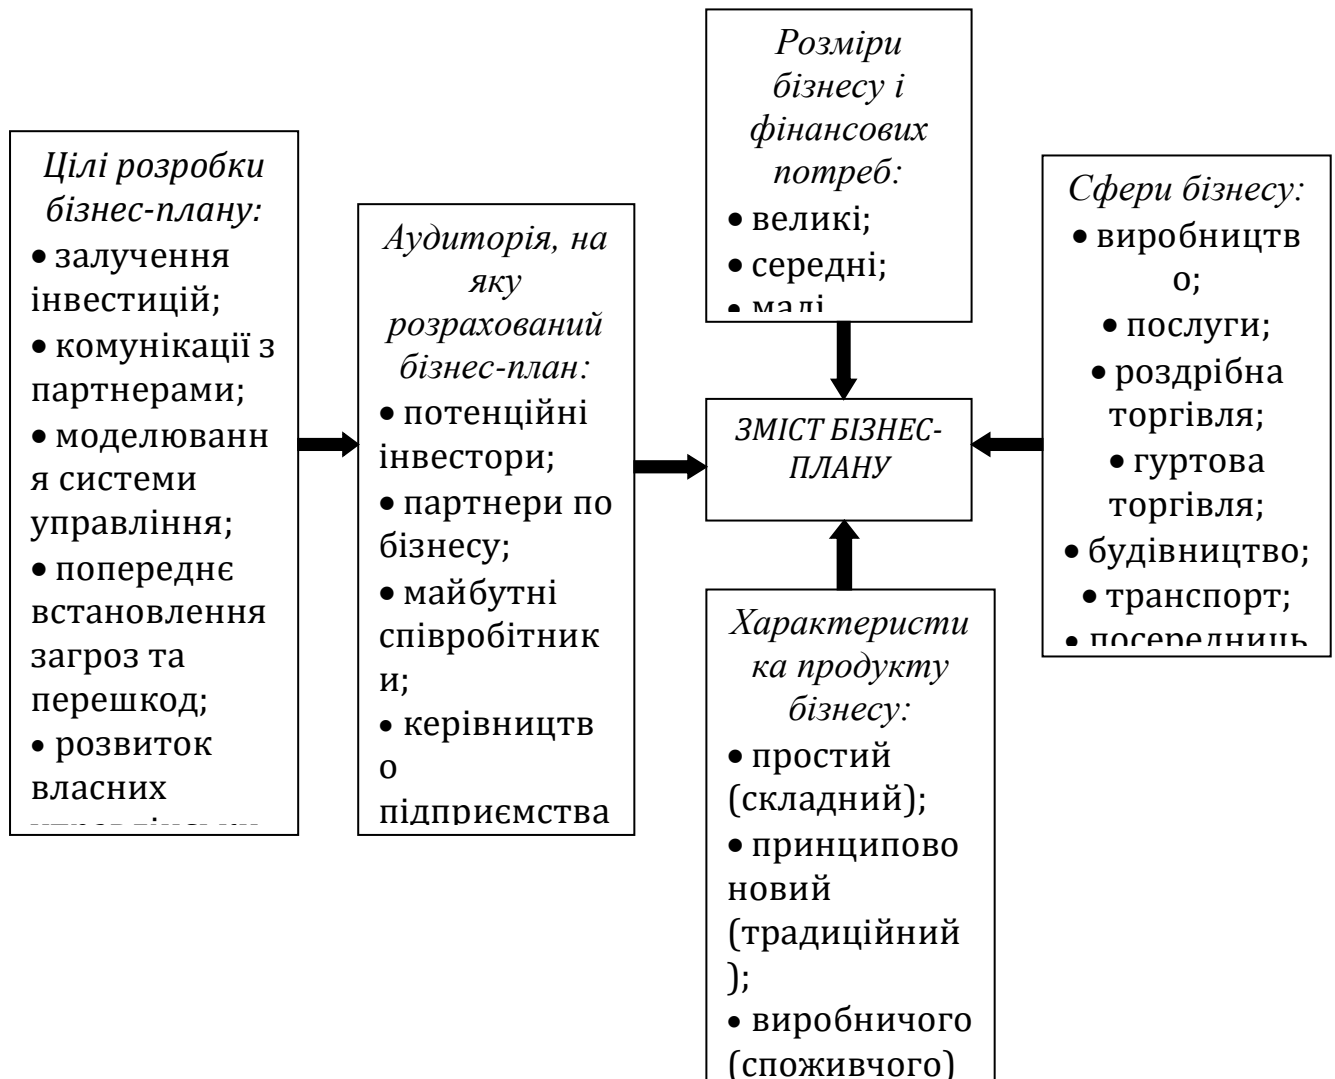 Цілі розробки
бізнес-плану:
• залучення
інвестицій;
• комунікації з
партнерами;
• моделюванн
я системи
управління;
• попереднє
встановлення
загроз та
перешкод;
• розвиток
власних
Аудиторія, на
яку
розрахований
бізнес-план:
• потенційні
інвестори;
• партнери по
бізнесу;
• майбутні
співробітник
и;
• керівництв
о
підприємства
Розміри
бізнесу і
фінансових
потреб:
• великі;
• середні;
• малі
ЗМІСТ БІЗНЕС-
ПЛАНУ
Характеристи
ка продукту
бізнесу:
• простий
(складний);
• принципово
новий
(традиційний
);
• виробничого
(споживчого)
Сфери бізнесу:
• виробництв
о;
• послуги;
• роздрібна
торгівля;
• гуртова
торгівля;
• будівництво;
• транспорт;
• посередниць